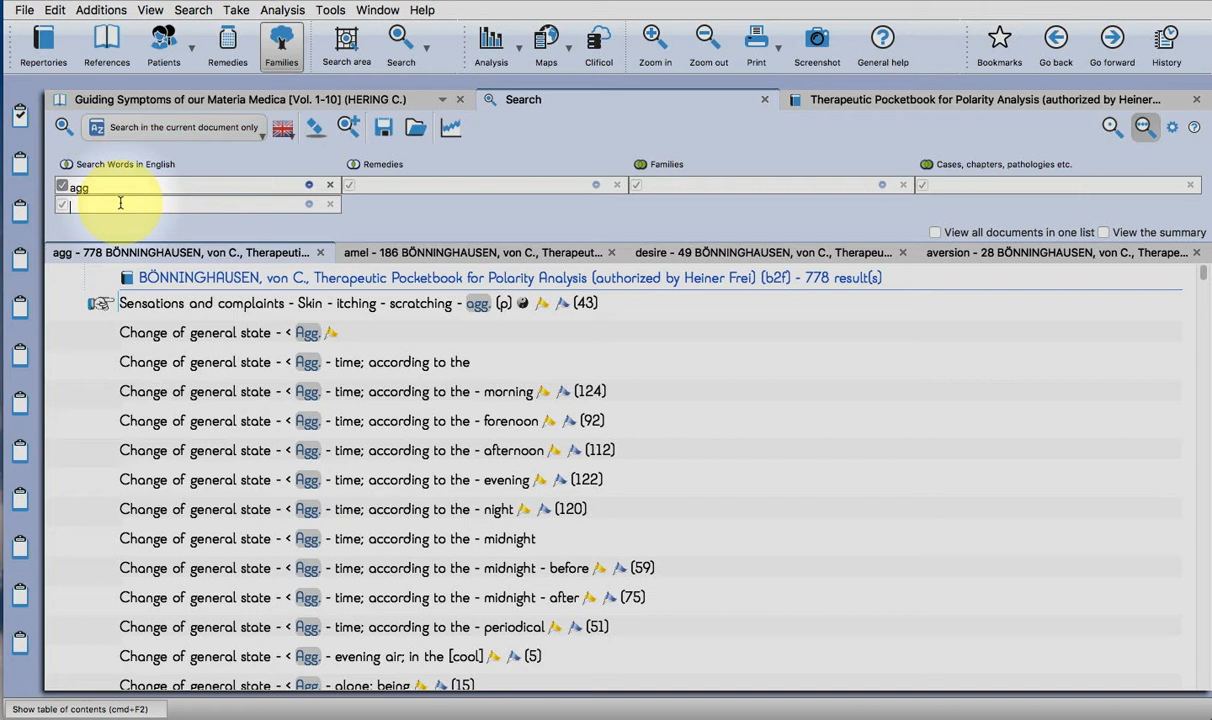 File Edit Additions View Search Take Analysis Tools Window Help
Repertories References Patients Remedies Families Search area Search Analysis Maps Clificol Zoom in Zoom out Print Screenshot General help Bookmarks Go back Go forward History
Guiding Symptoms of our Materia Medica [Vol. 1-10] (HERING C.) Search Therapeutic Pocketbook for Polarity Analysis (authorized by Heiner...
AZ Search in the current document only
Search Words in English Remedies Families Cases, chapters, pathologies etc.
agg
View all documents in one list View the summary
agg - 778 BÖNNINGHAUSEN, von C., Therapeuti... amel - 186 BÖNNINGHAUSEN, von C., Therapeut... desire - 49 BÖNNINGHAUSEN, von C., Therapeu... aversion - 28 BÖNNINGHAUSEN, von C., Therape...
BÖNNINGHAUSEN, von C., Therapeutic Pocketbook for Polarity Analysis (authorized by Heiner Frei) (b2f) - 778 result(s)
Sensations and complaints - Skin - itching - scratching - agg. (p) (43)
Change of general state - < Agg.
Change of general state - < Agg. - time; according to the
Change of general state - < Agg. - time; according to the - morning (124)
Change of general state - < Agg. - time; according to the - forenoon (92)
Change of general state - < Agg. - time; according to the - afternoon (112)
Change of general state - < Agg. - time; according to the - evening (122)
Change of general state - < Agg. - time; according to the - night (120)
Change of general state - < Agg. - time; according to the - midnight
Change of general state - < Agg. - time; according to the - midnight - before (59)
Change of general state - < Agg. - time; according to the - midnight - after (75)
Change of general state - < Agg. - time; according to the - periodical (51)
Change of general state - < Agg. - evening air; in the [cool] (5)
Change of general state - < Agg. - alone; being (15)
Show table of contents (cmd+F2)